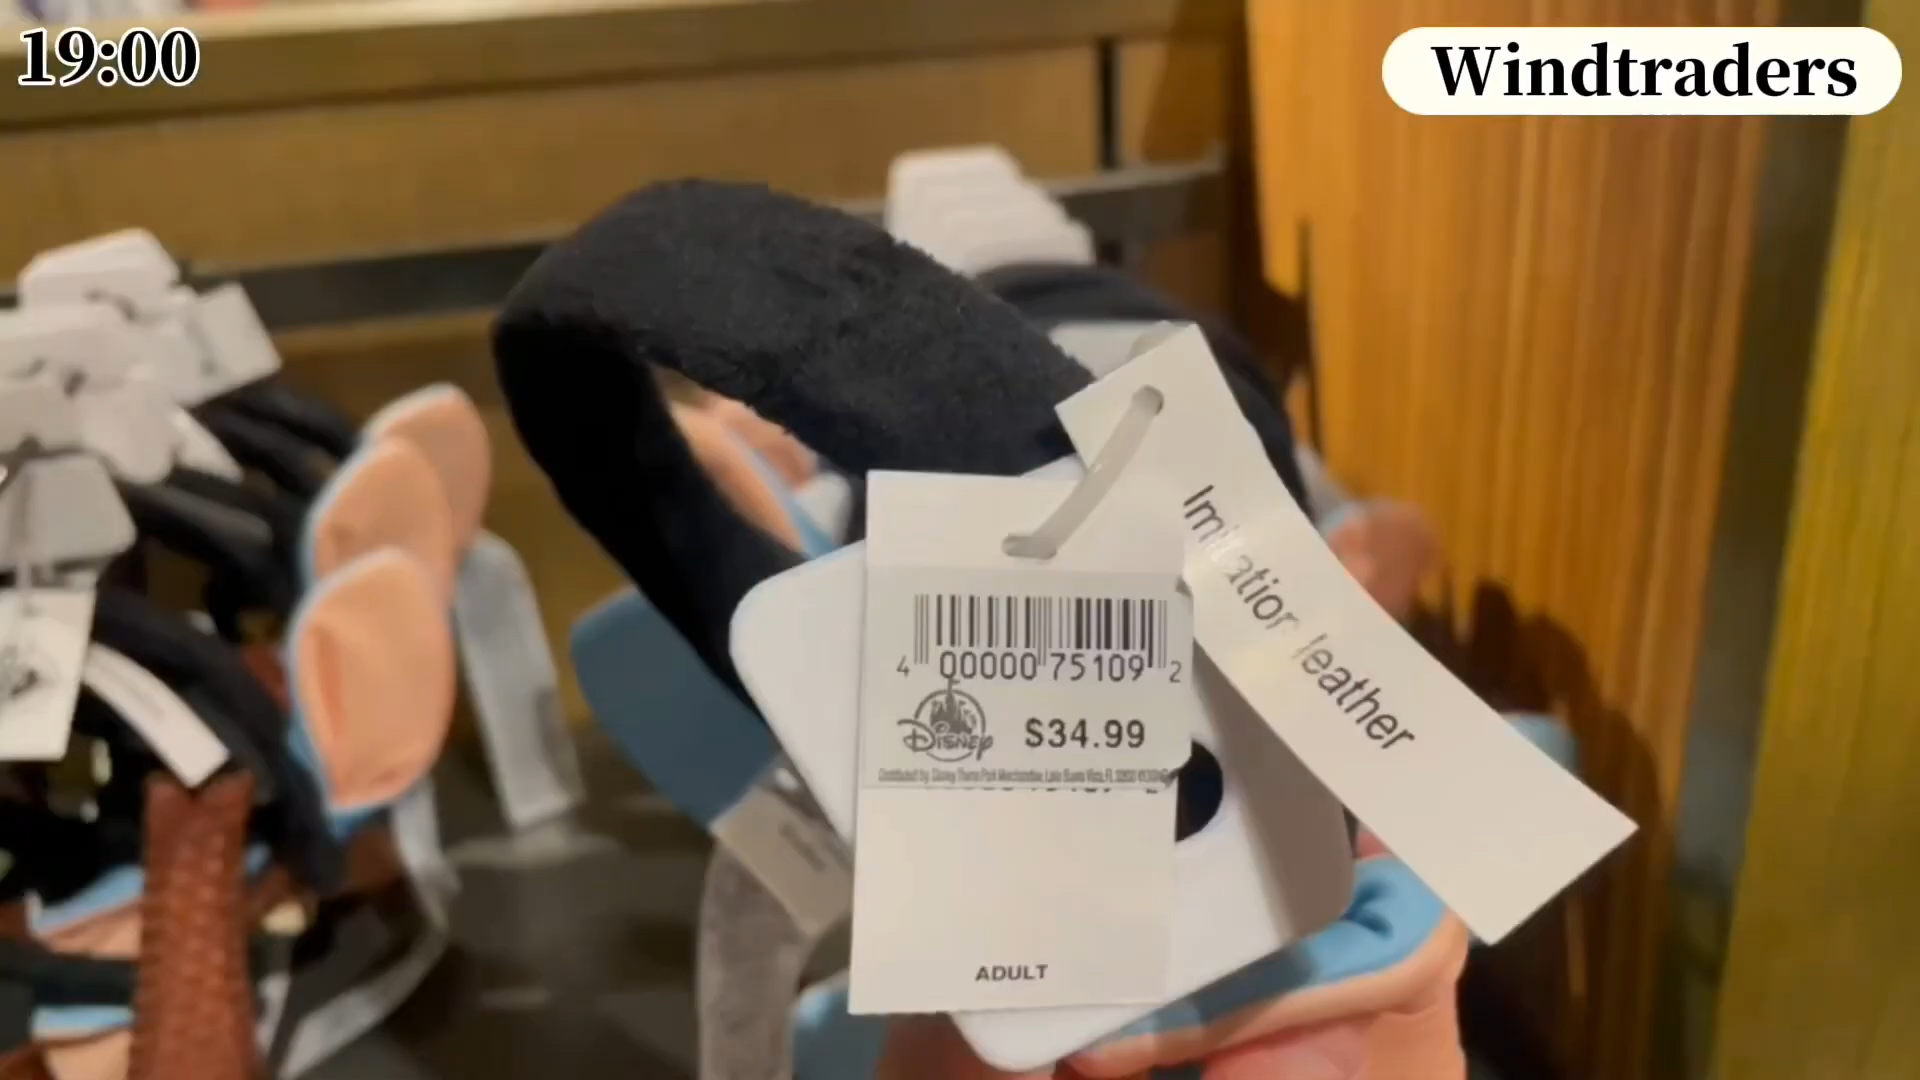 19:00
Windtraders
Imitation leather
4 00000 75109 2
Disney
$34.99
ADULT